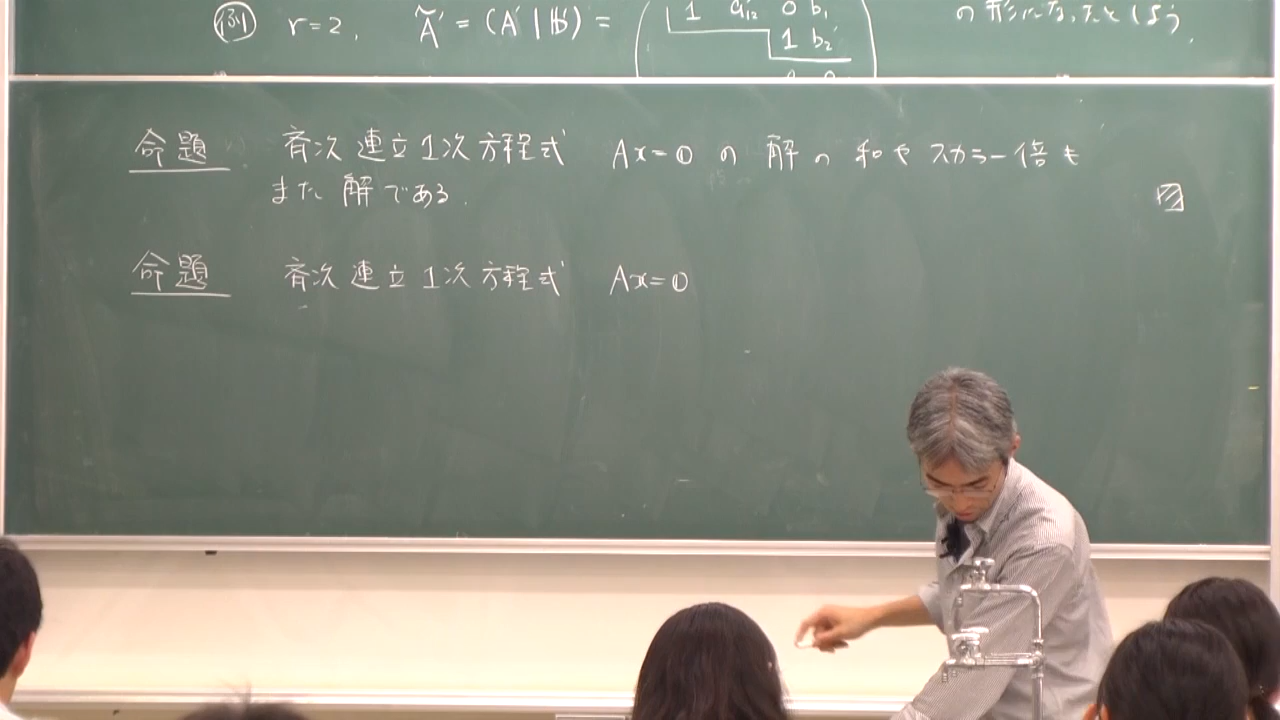 例 r=2, Ã' = (A' | b') = ( 1 a'₁₂ 0 b₁' の形になったとしよう.
1 b₂'
命題 斉次連立1次方程式 Ax=0 の解の和やスカラー倍も
また解である.
命題 斉次連立1次方程式 Ax=0